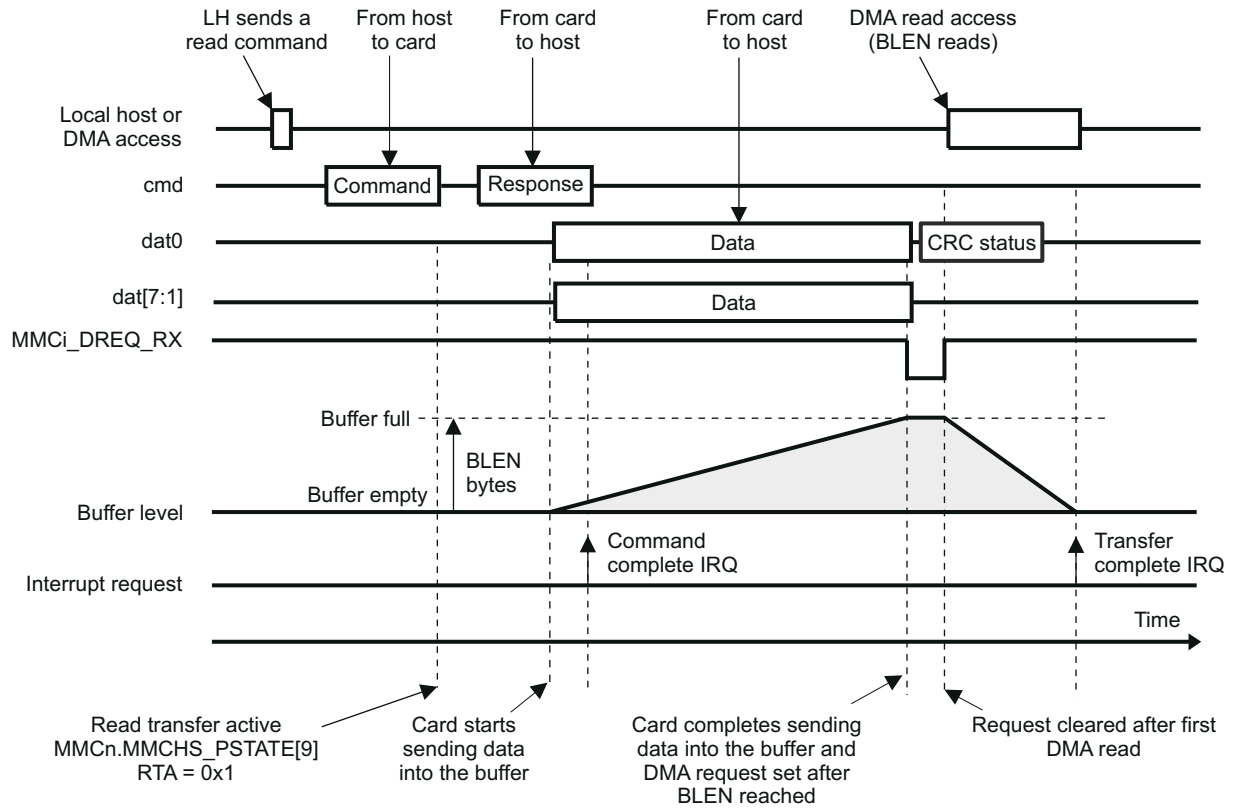 LH sends a
read command
From host
to card
From card
to host
From card
to host
DMA read access
(BLEN reads)
Local host or
DMA access
cmd
Command
Response
dat0
Data
CRC status
dat[7:1]
Data
MMCi_DREQ_RX
Buffer full
BLEN
bytes
Buffer empty
Buffer level
Command
complete IRQ
Transfer
complete IRQ
Interrupt request
Time
Read transfer active
MMCn.MMCHS_PSTATE[9]
RTA = 0x1
Card starts
sending data
into the buffer
Card completes sending
data into the buffer and
DMA request set after
BLEN reached
Request cleared after first
DMA read